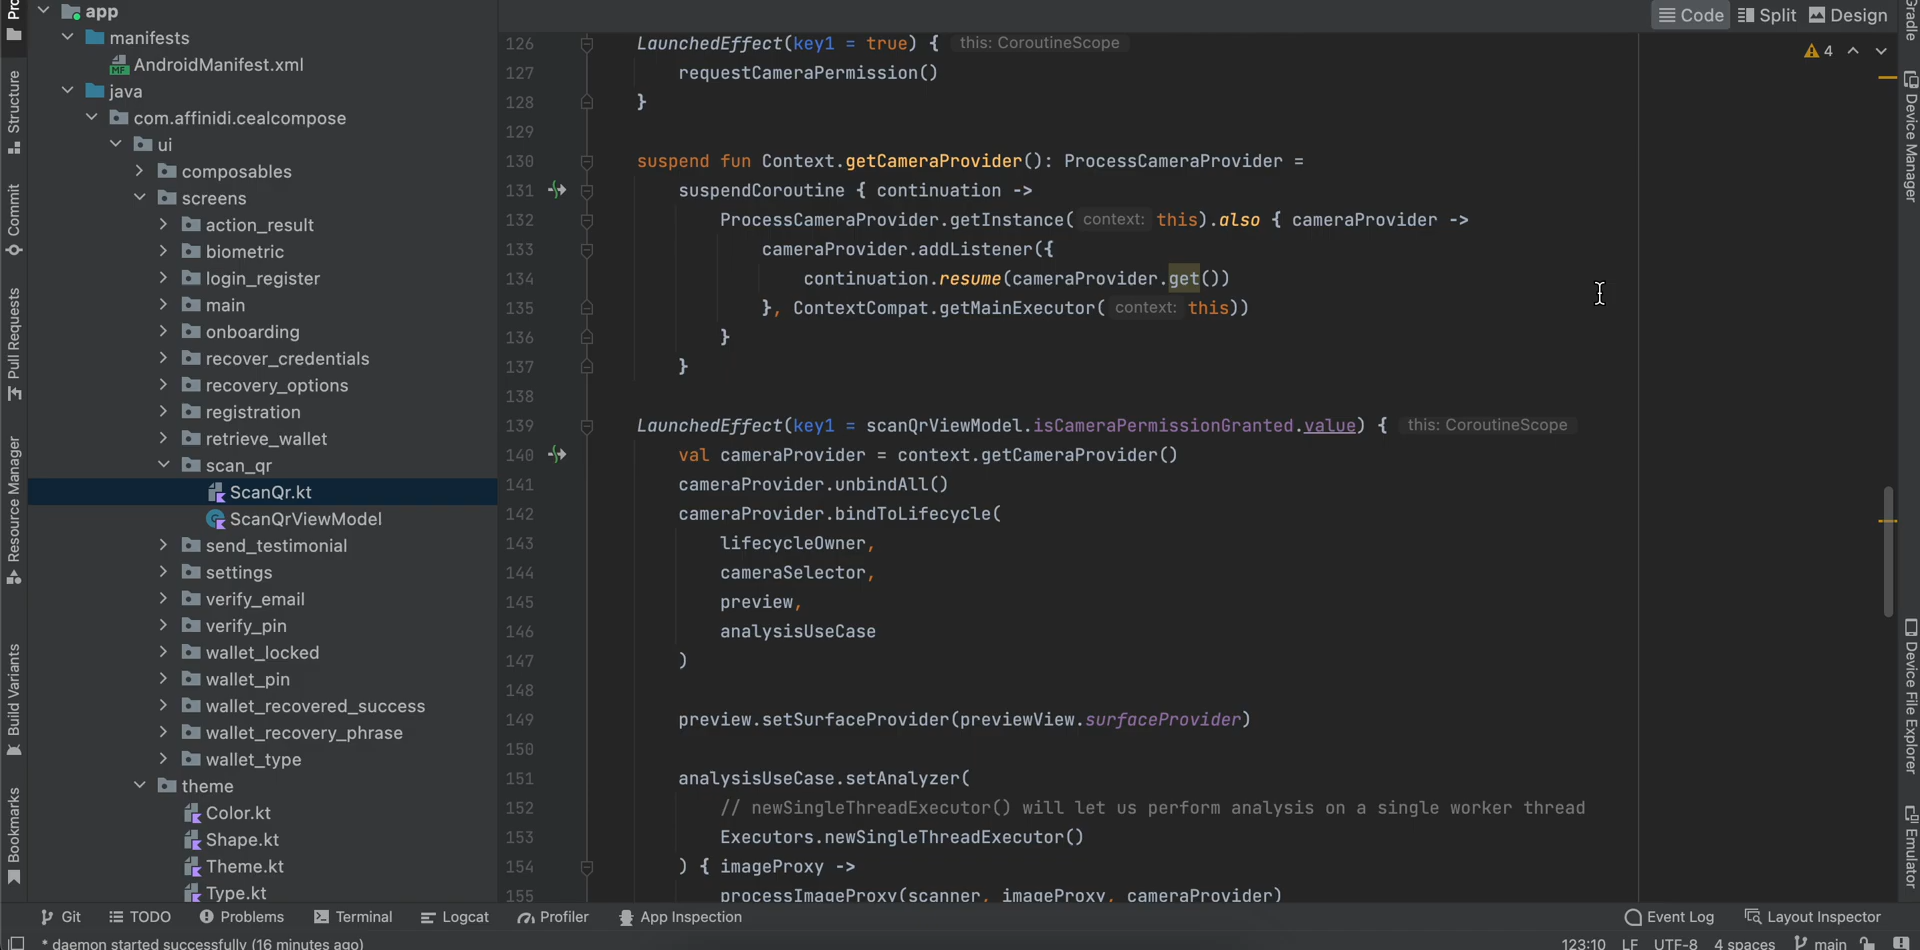 app
Code
Split
Design
manifests
AndroidManifest.xml
java
com.affinidi.cealcompose
ui
composables
screens
action_result
biometric
login_register
main
onboarding
recover_credentials
recovery_options
registration
retrieve_wallet
scan_qr
ScanQr.kt
ScanQrViewModel
send_testimonial
settings
verify_email
verify_pin
wallet_locked
wallet_pin
wallet_recovered_success
wallet_recovery_phrase
wallet_type
theme
Color.kt
Shape.kt
Theme.kt
Type.kt
4
126 LaunchedEffect(key1 = true) { this: CoroutineScope
127 requestCameraPermission()
128 }
129
130 suspend fun Context.getCameraProvider(): ProcessCameraProvider =
131 suspendCoroutine { continuation ->
132 ProcessCameraProvider.getInstance( context: this).also { cameraProvider ->
133 cameraProvider.addListener({
134 continuation.resume(cameraProvider.get())
135 }, ContextCompat.getMainExecutor( context: this))
136 }
137 }
138
139 LaunchedEffect(key1 = scanQrViewModel.isCameraPermissionGranted.value) { this: CoroutineScope
140 val cameraProvider = context.getCameraProvider()
141 cameraProvider.unbindAll()
142 cameraProvider.bindToLifecycle(
143 lifecycleOwner,
144 cameraSelector,
145 preview,
146 analysisUseCase
147 )
148
149 preview.setSurfaceProvider(previewView.surfaceProvider)
150
151 analysisUseCase.setAnalyzer(
152 // newSingleThreadExecutor() will let us perform analysis on a single worker thread
153 Executors.newSingleThreadExecutor()
154 ) { imageProxy ->
155 processImageProxy(scanner, imageProxy, cameraProvider)
Structure
Commit
Pull Requests
Resource Manager
Build Variants
Bookmarks
Gradle
Device Manager
Device File Explorer
Emulator
Git
TODO
Problems
Terminal
Logcat
Profiler
App Inspection
Event Log
Layout Inspector
* daemon started successfully (16 minutes ago)
123:10 LF UTF-8 4 spaces main